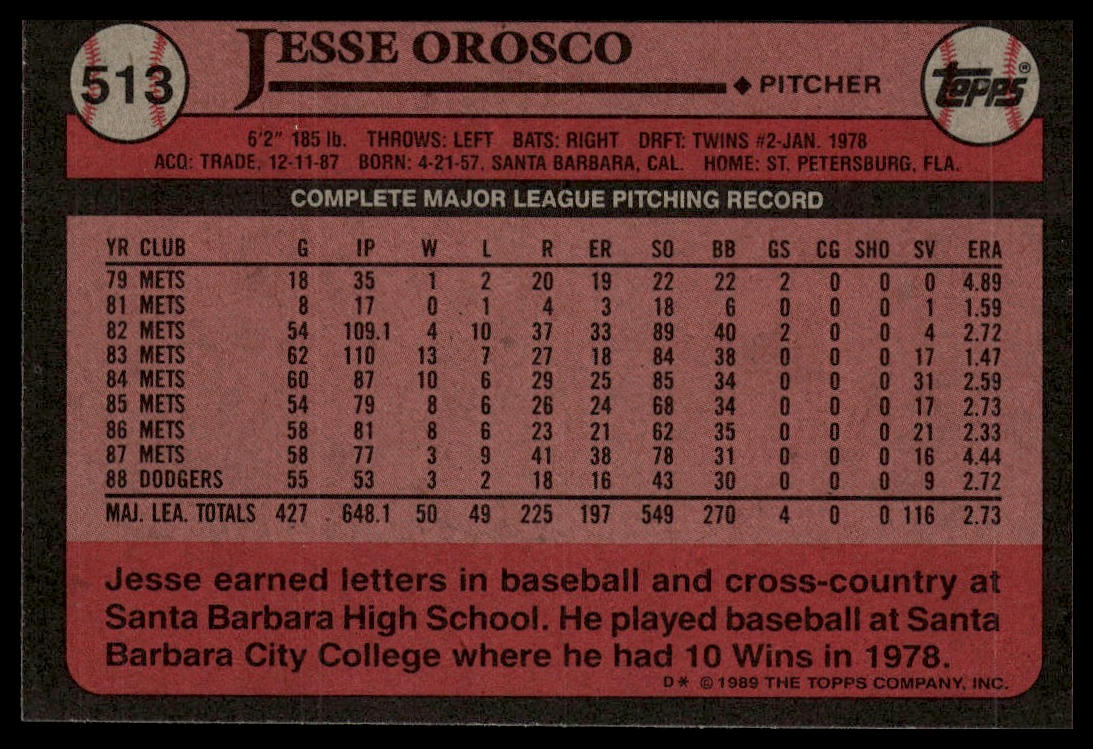 513
JESSE OROSCO
TOPPS®
◆ PITCHER
6'2" 185 lb. THROWS: LEFT BATS: RIGHT DRFT: TWINS #2-JAN. 1978
ACQ: TRADE, 12-11-87 BORN: 4-21-57, SANTA BARBARA, CAL. HOME: ST. PETERSBURG, FLA.
COMPLETE MAJOR LEAGUE PITCHING RECORD
YR CLUB G IP W L R ER SO BB GS CG SHO SV ERA
79 METS 18 35 1 2 20 19 22 22 2 0 0 0 4.89
81 METS 8 17 0 1 4 3 18 6 0 0 0 1 1.59
82 METS 54 109.1 4 10 37 33 89 40 2 0 0 4 2.72
83 METS 62 110 13 7 27 18 84 38 0 0 0 17 1.47
84 METS 60 87 10 6 29 25 85 34 0 0 0 31 2.59
85 METS 54 79 8 6 26 24 68 34 0 0 0 17 2.73
86 METS 58 81 8 6 23 21 62 35 0 0 0 21 2.33
87 METS 58 77 3 9 41 38 78 31 0 0 0 16 4.44
88 DODGERS 55 53 3 2 18 16 43 30 0 0 0 9 2.72
MAJ. LEA. TOTALS 427 648.1 50 49 225 197 549 270 4 0 0 116 2.73
Jesse earned letters in baseball and cross-country at
Santa Barbara High School. He played baseball at Santa
Barbara City College where he had 10 Wins in 1978.
D* ©1989 THE TOPPS COMPANY, INC.